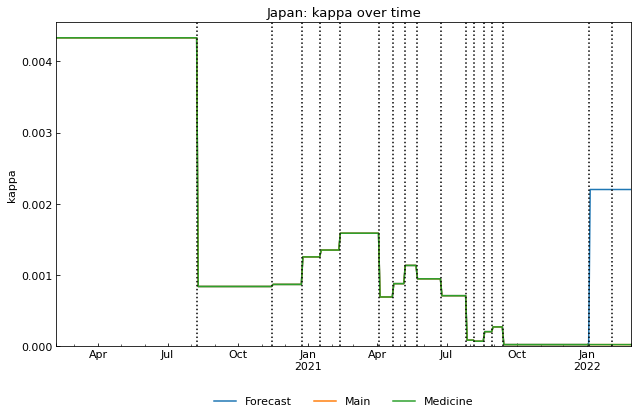 Japan: kappa over time
kappa
0.004
0.003
0.002
0.001
0.000
Apr Jul Oct Jan Apr Jul Oct Jan
2021 2022
Forecast Main Medicine